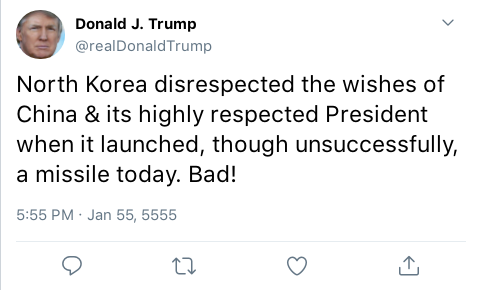 Donald J. Trump
@realDonaldTrump
North Korea disrespected the wishes of
China & its highly respected President
when it launched, though unsuccessfully,
a missile today. Bad!
5:55 PM · Jan 55, 5555